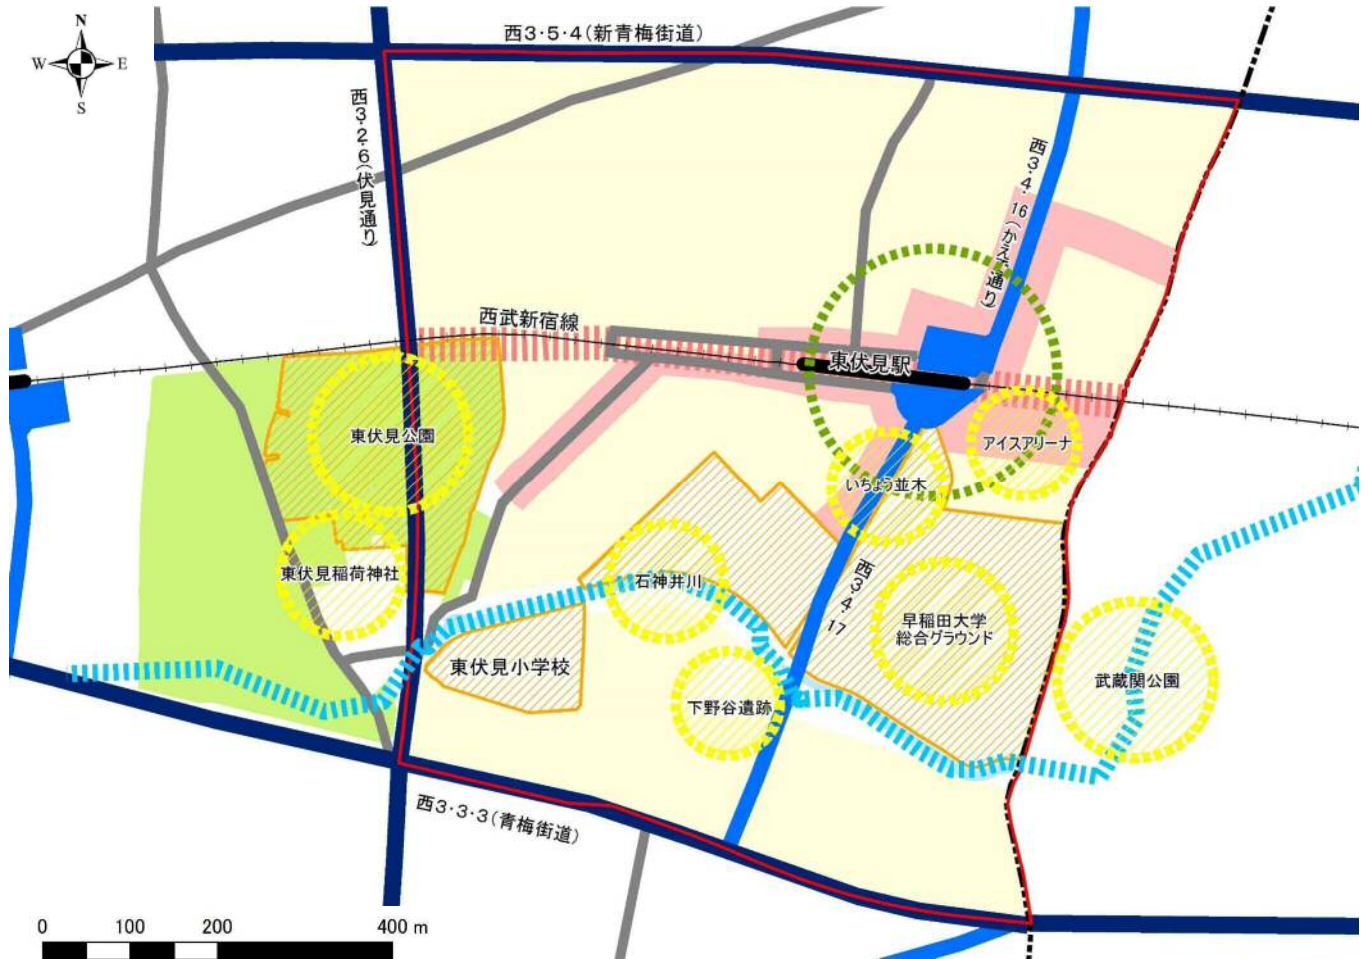 N
W E
S
西3・5・4(新青梅街道)
西3・2・6(伏見通り)
西3・4・16(かえで通り)
西武新宿線
東伏見駅
東伏見公園
アイスアリーナ
いちょう並木
東伏見稲荷神社
石神井川
西3・4・17
早稲田大学
総合グラウンド
東伏見小学校
下野谷遺跡
武蔵関公園
西3・3・3(青梅街道)
0 100 200 400 m